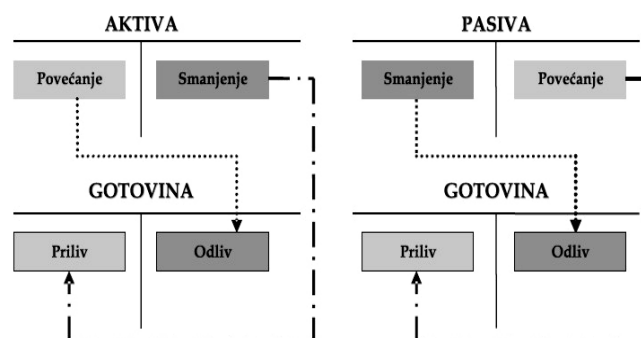 AKTIVA
PASIVA
Povećanje
Smanjenje
Smanjenje
Povećanje
GOTOVINA
GOTOVINA
Priliv
Odliv
Priliv
Odliv